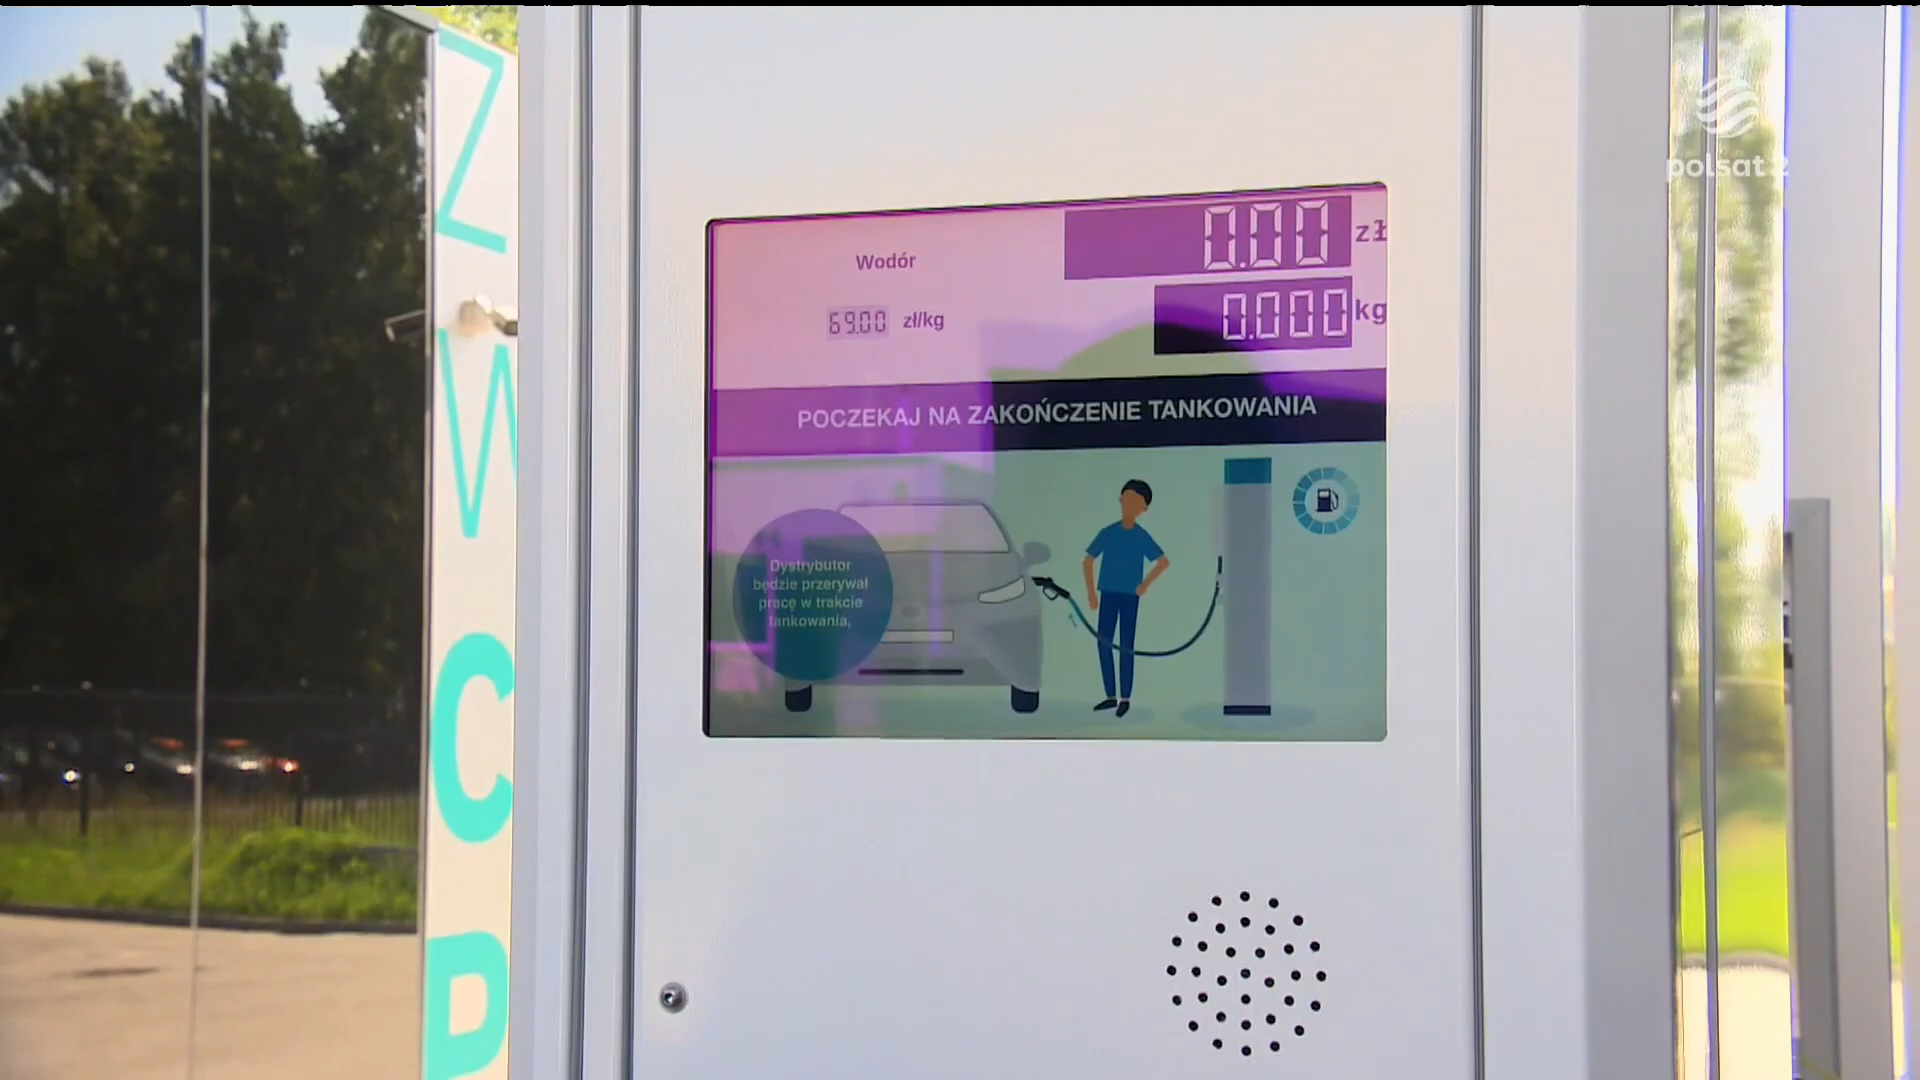 polsat 2
Z
W
C
Wodór
0.00 zł
69.00 zł/kg
0.000 kg
POCZEKAJ NA ZAKOŃCZENIE TANKOWANIA
Dystrybutor
będzie przerywał
pracę w trakcie
tankowania,